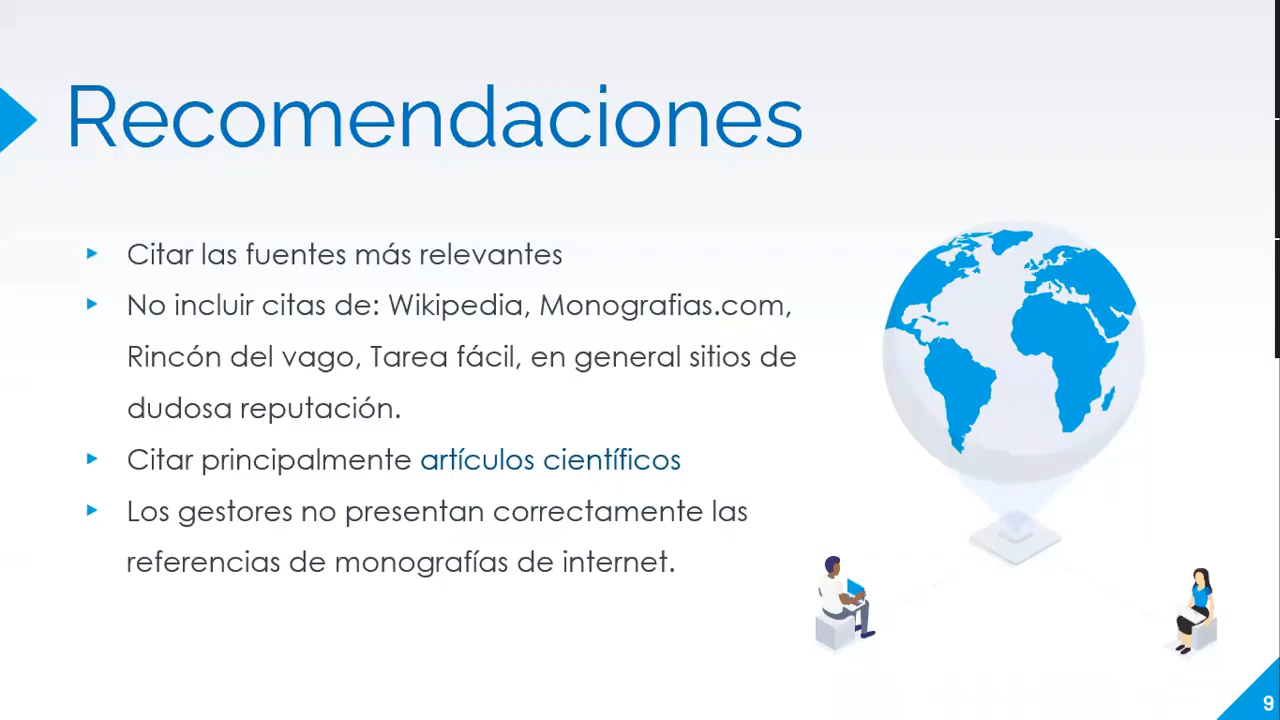 Recomendaciones
Citar las fuentes más relevantes
No incluir citas de: Wikipedia, Monografias.com,
Rincón del vago, Tarea fácil, en general sitios de
dudosa reputación.
Citar principalmente artículos científicos
Los gestores no presentan correctamente las
referencias de monografías de internet.
9